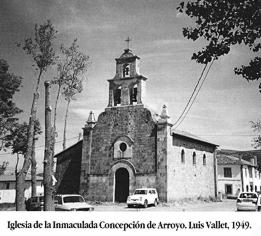 Iglesia de la Inmaculada Concepción de Arroyo. Luis Vallet, 1949.